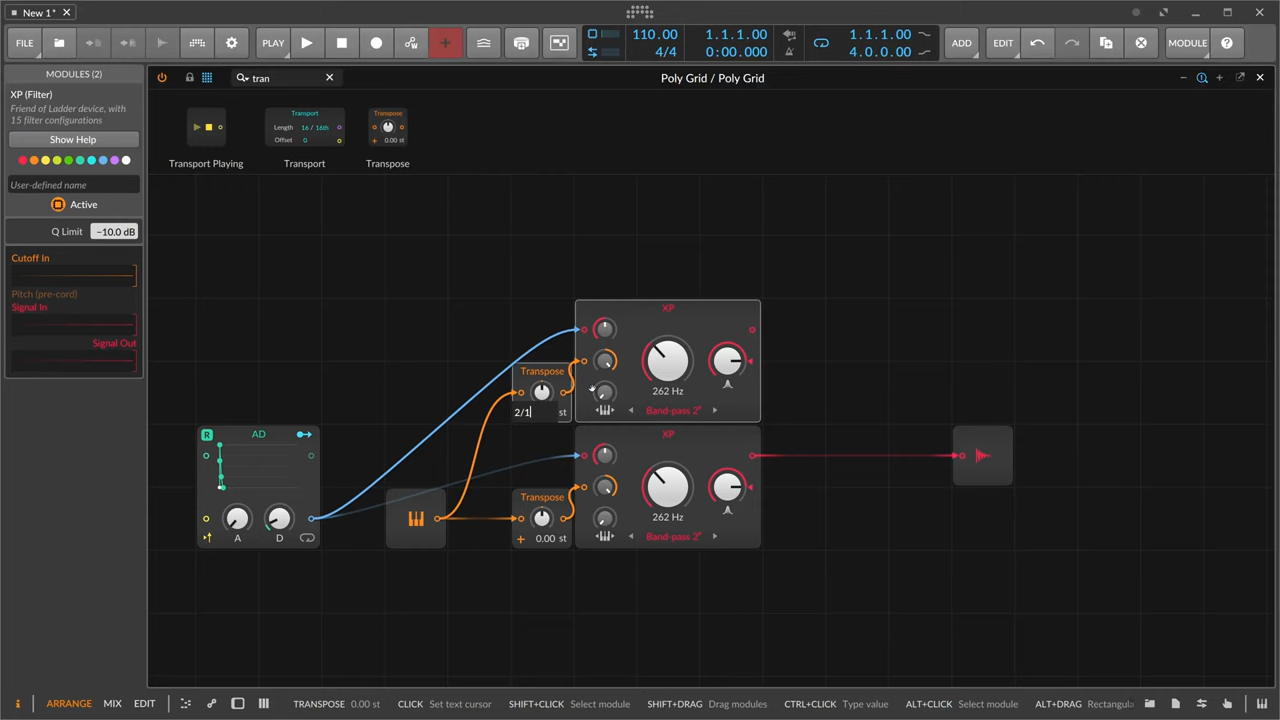 New 1*
FILE
PLAY
110.00
4/4
1.1.1.00
0:00.000
1.1.1.00
4.0.0.00
ADD
EDIT
MODULE
MODULES (2)
XP (Filter)
Friend of Ladder device, with
15 filter configurations
Show Help
User-defined name
Active
Q Limit
−10.0 dB
Cutoff In
Pitch (pre-cord)
Signal In
Signal Out
tran
Poly Grid / Poly Grid
Transport Playing
Transport
Length 16 / 16th
Offset 0
Transport
Transpose
0.00 st
Transpose
XP
262 Hz
Band-pass 2°
Transpose
2/1 st
R AD
A
D
Transpose
0.00 st
XP
262 Hz
Band-pass 2°
ARRANGE
MIX
EDIT
TRANSPOSE 0.00 st
CLICK Set text cursor
SHIFT+CLICK Select module
SHIFT+DRAG Drag modules
CTRL+CLICK Type value
ALT+CLICK Select module
ALT+DRAG